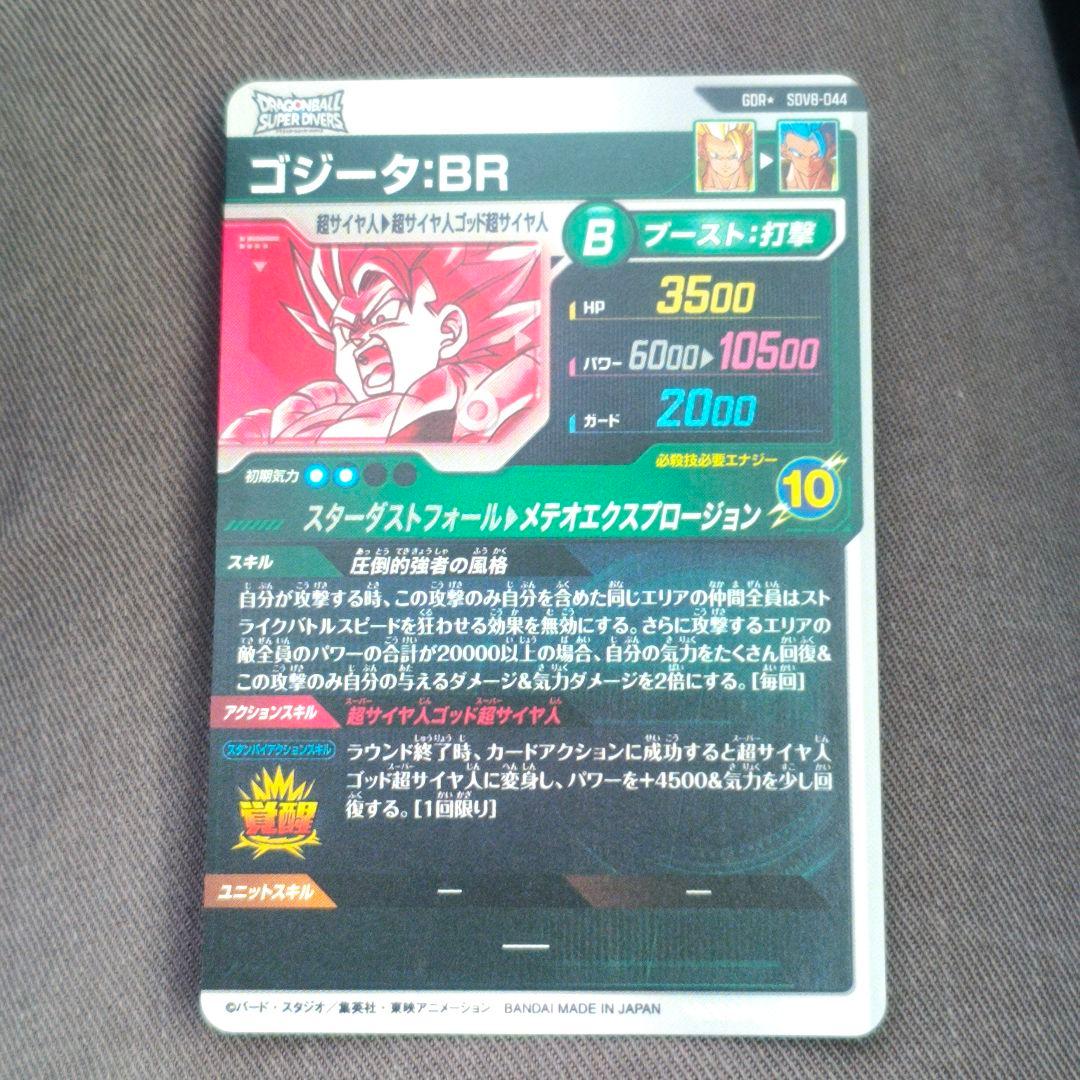 GDR★ SDV8-044
DRAGONBALL
SUPER DIVERS
ゴジータ:BR
超サイヤ人▶超サイヤ人ゴッド超サイヤ人
B ブースト:打撃
HP 3500
パワー 6000▶10500
ガード 2000
初期気力
必殺技必要エナジー
10
スターダストフォール▶メテオエクスプロージョン
スキル 圧倒的強者の風格
自分が攻撃する時、この攻撃のみ自分を含めた同じエリアの仲間全員はスト
ライクバトルスピードを狂わせる効果を無効にする。さらに攻撃するエリアの
敵全員のパワーの合計が20000以上の場合、自分の気力をたくさん回復&
この攻撃のみ自分の与えるダメージ&気力ダメージを2倍にする。[毎回]
アクションスキル 超サイヤ人ゴッド超サイヤ人
スタンバイアクションスキル
覚醒
ラウンド終了時、カードアクションに成功すると超サイヤ人
ゴッド超サイヤ人に変身し、パワーを+4500&気力を少し回
復する。[1回限り]
ユニットスキル — —
—
©バード・スタジオ/集英社・東映アニメーション BANDAI MADE IN JAPAN